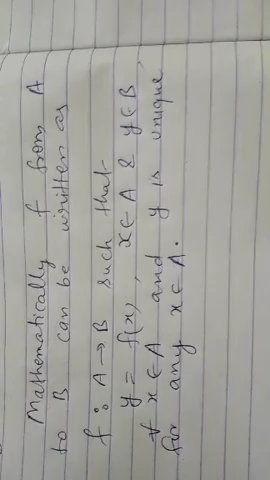 Mathematically f from A
to B can be written as
f : A → B such that
y = f(x), x ∈ A & y ∈ B,
∀ x ∈ A and y is unique
for any x ∈ A.